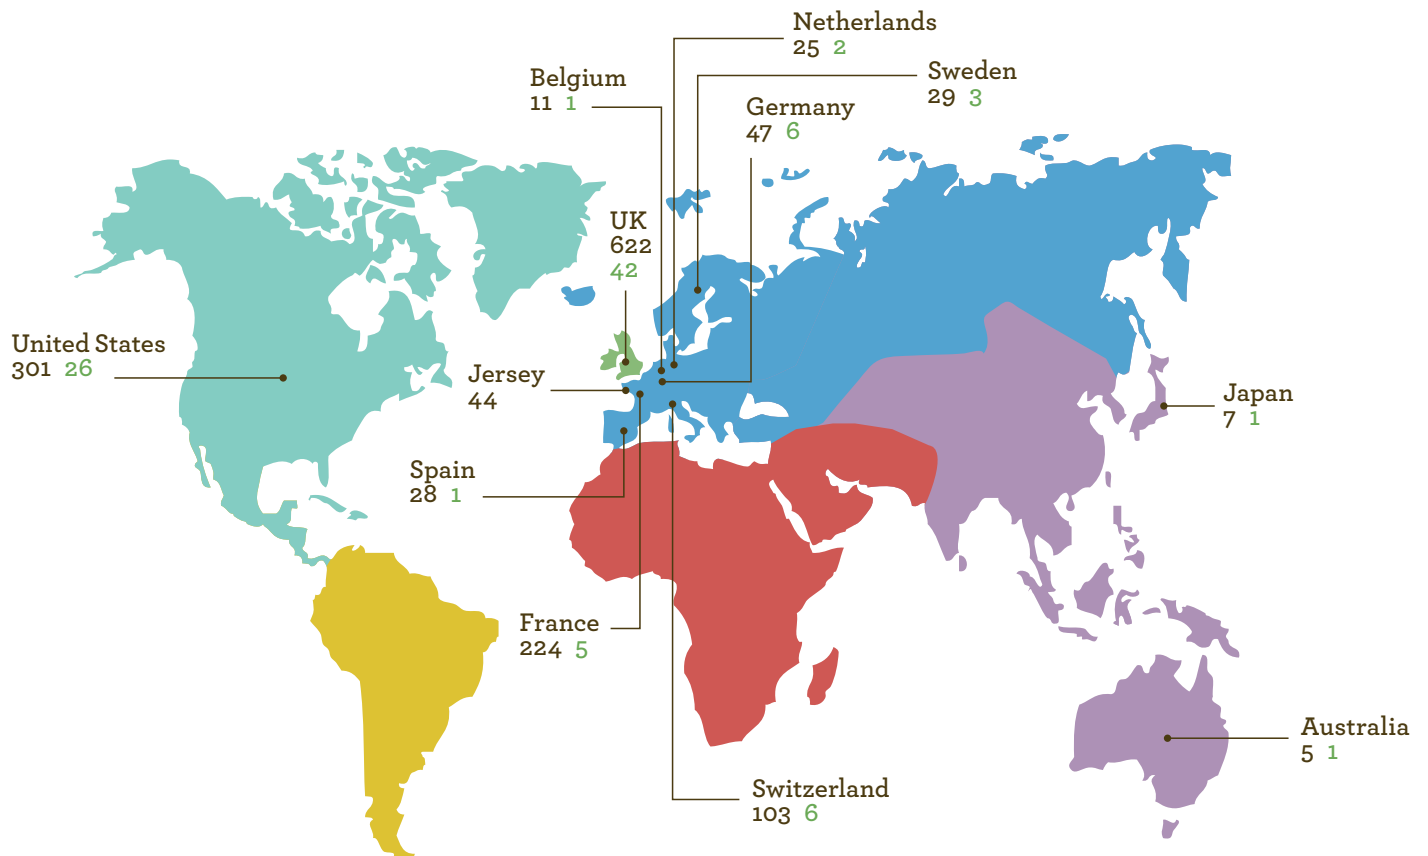 Netherlands
25 2
Sweden
29 3
Belgium
11 1
Germany
47 6
UK
622
42
United States
301 26
Jersey
44
Japan
7 1
Spain
28 1
France
224 5
Australia
5 1
Switzerland
103 6